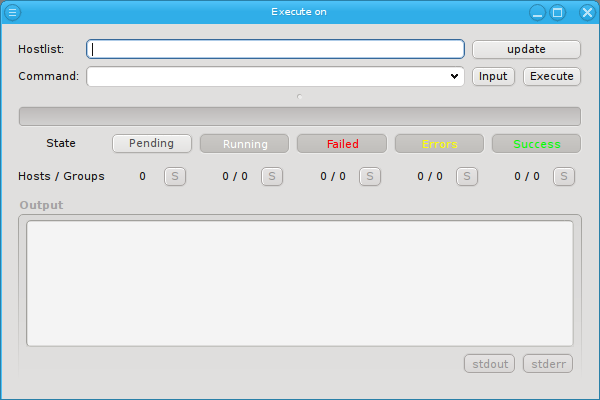 Execute on
Hostlist: update
Command: Input Execute
State Pending Running Failed Errors Success
Hosts / Groups 0 S 0 / 0 S 0 / 0 S 0 / 0 S 0 / 0 S
Output
stdout stderr